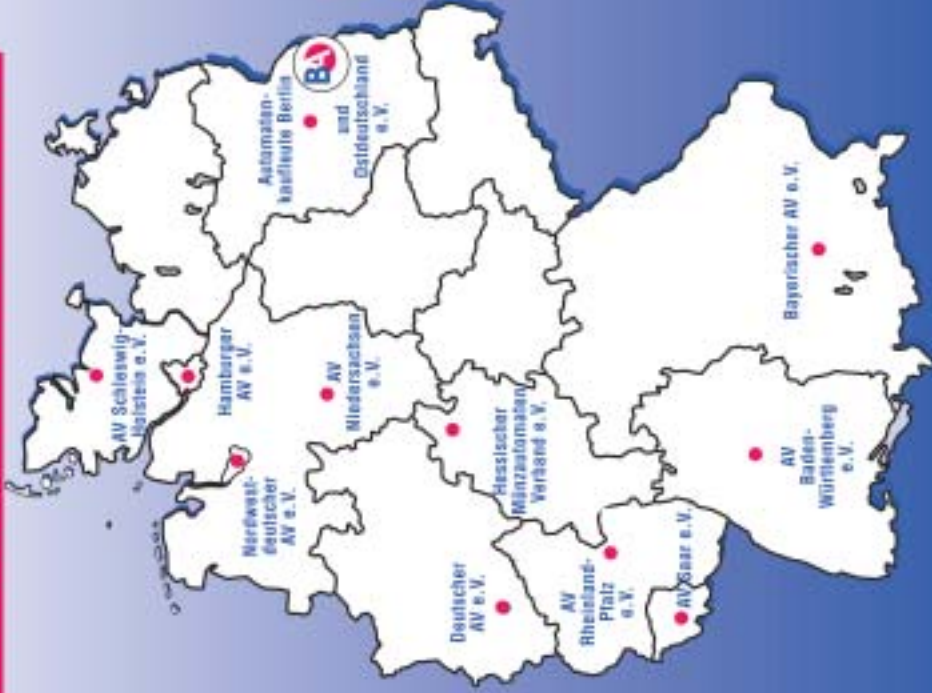 AV Schleswig-
Holstein e.V.
Hamburger
AV e.V.
Nordwest-
deutscher
AV e.V.
AV
Niedersachsen
e.V.
Automaten-
kaufleute Berlin
und
Ostdeutschland
e.V.
BA
Deutscher
AV e.V.
Hessischer
Münzautomaten
Verband e.V.
AV
Rheinland-
Pfalz
e.V.
AV Saar e.V.
AV
Baden-
Württemberg
e.V.
Bayerischer AV e.V.